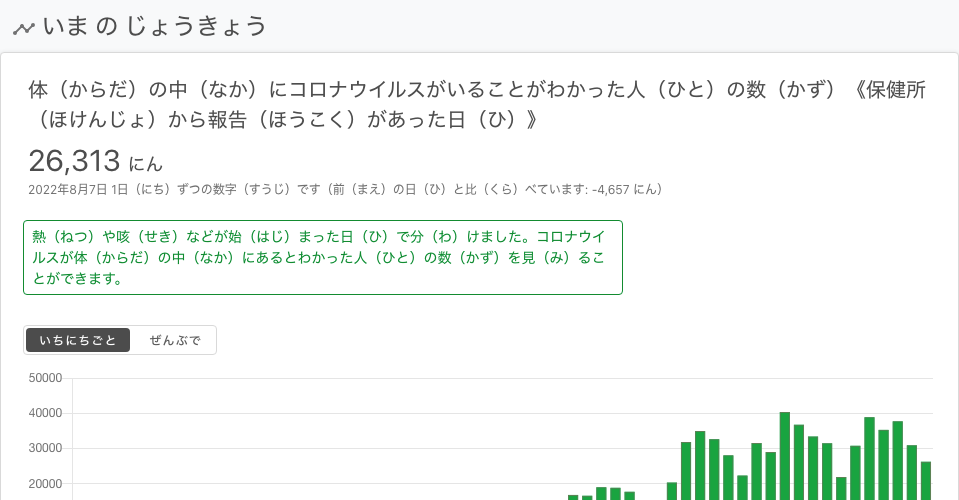 いま の じょうきょう
体（からだ）の中（なか）にコロナウイルスがいることがわかった人（ひと）の数（かず）《保健所
（ほけんじょ）から報告（ほうこく）があった日（ひ）》
26,313 にん
2022年8月7日 1日（にち）ずつの数字（すうじ）です（前（まえ）の日（ひ）と比（くら）べています: -4,657 にん）
熱（ねつ）や咳（せき）などが始（はじ）まった日（ひ）で分（わ）けました。コロナウイ
ルスが体（からだ）の中（なか）にあるとわかった人（ひと）の数（かず）を見（み）るこ
とができます。
いちにちごと ぜんぶで
50000
40000
30000
20000